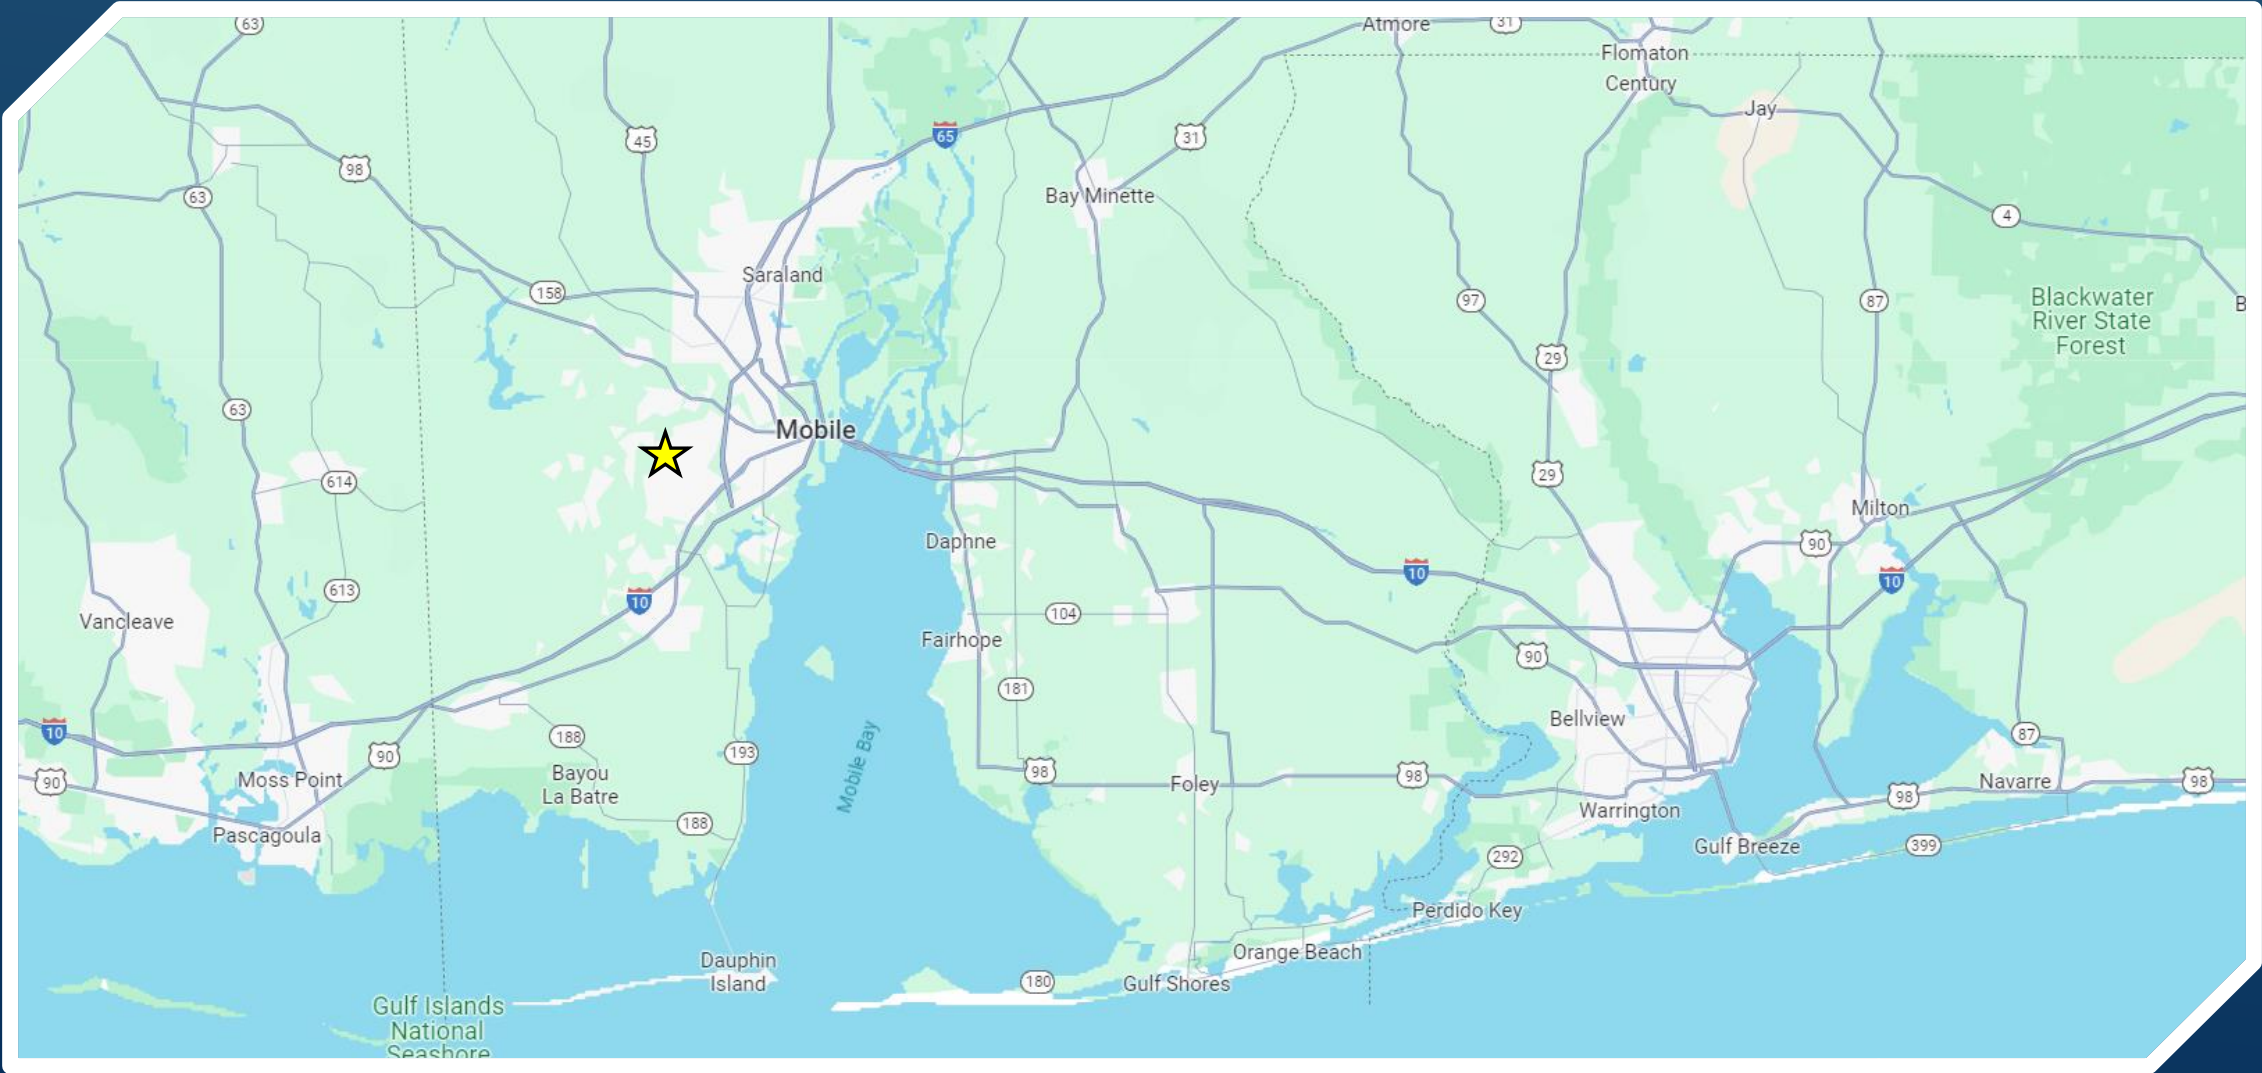 63
Atmore
31
Flomaton
Century
Jay
65
31
45
98
63
Bay Minette
4
Saraland
158
97
87
Blackwater
River State
Forest
B
29
63
Mobile
614
29
Milton
Daphne
90
10
10
613
10
104
Vancleave
Fairhope
90
181
Bellview
10
188
193
87
Mobile Bay
90
90
Moss Point
Bayou
La Batre
98
Foley
98
Navarre
98
98
Warrington
188
Pascagoula
Gulf Breeze
399
292
Perdido Key
Orange Beach
Dauphin
Island
180
Gulf Shores
Gulf Islands
National
Seashore